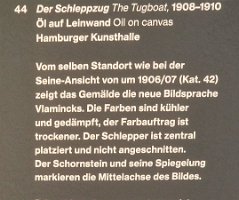 44 Der Schleppzug The Tugboat, 1908–1910
Öl auf Leinwand Oil on canvas
Hamburger Kunsthalle
Vom selben Standort wie bei der
Seine-Ansicht von um 1906/07 (Kat. 42)
zeigt das Gemälde die neue Bildsprache
Vlamincks. Die Farben sind kühler
und gedämpft, der Farbauftrag ist
trockener. Der Schlepper ist zentral
platziert und nicht angeschnitten.
Der Schornstein und seine Spiegelung
markieren die Mittelachse des Bildes.